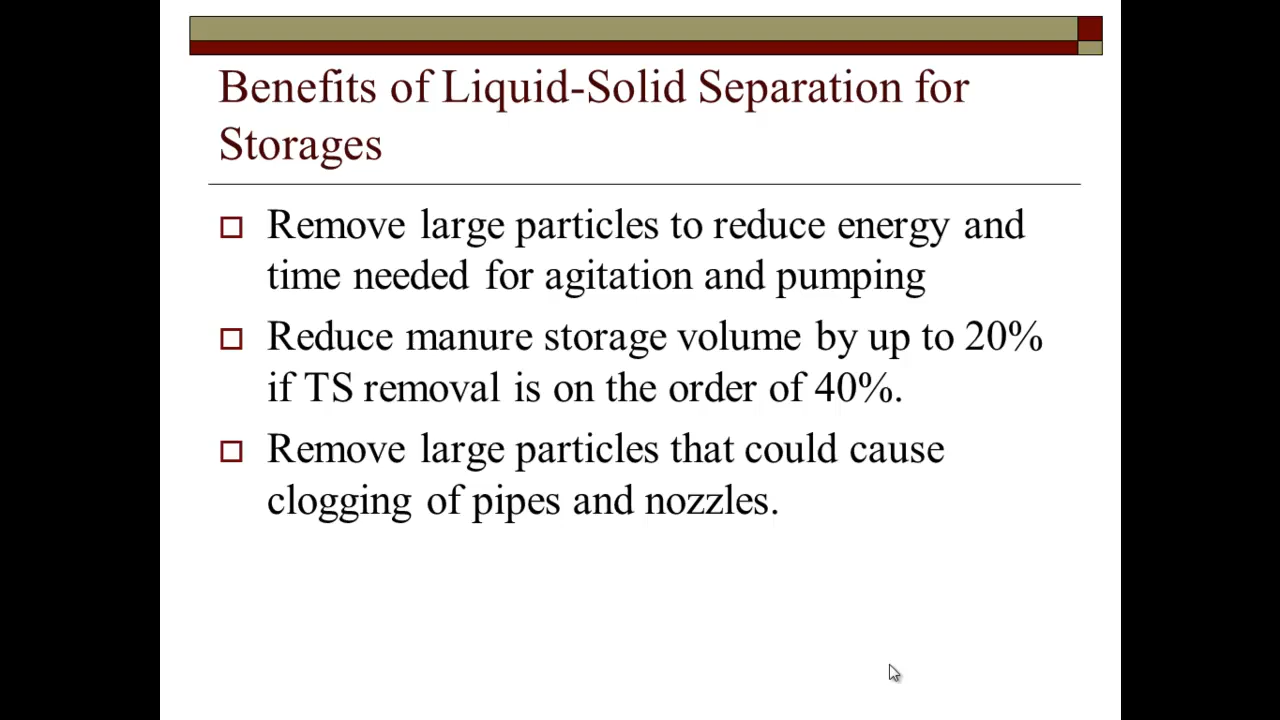 Benefits of Liquid-Solid Separation for
Storages
Remove large particles to reduce energy and
time needed for agitation and pumping
Reduce manure storage volume by up to 20%
if TS removal is on the order of 40%.
Remove large particles that could cause
clogging of pipes and nozzles.